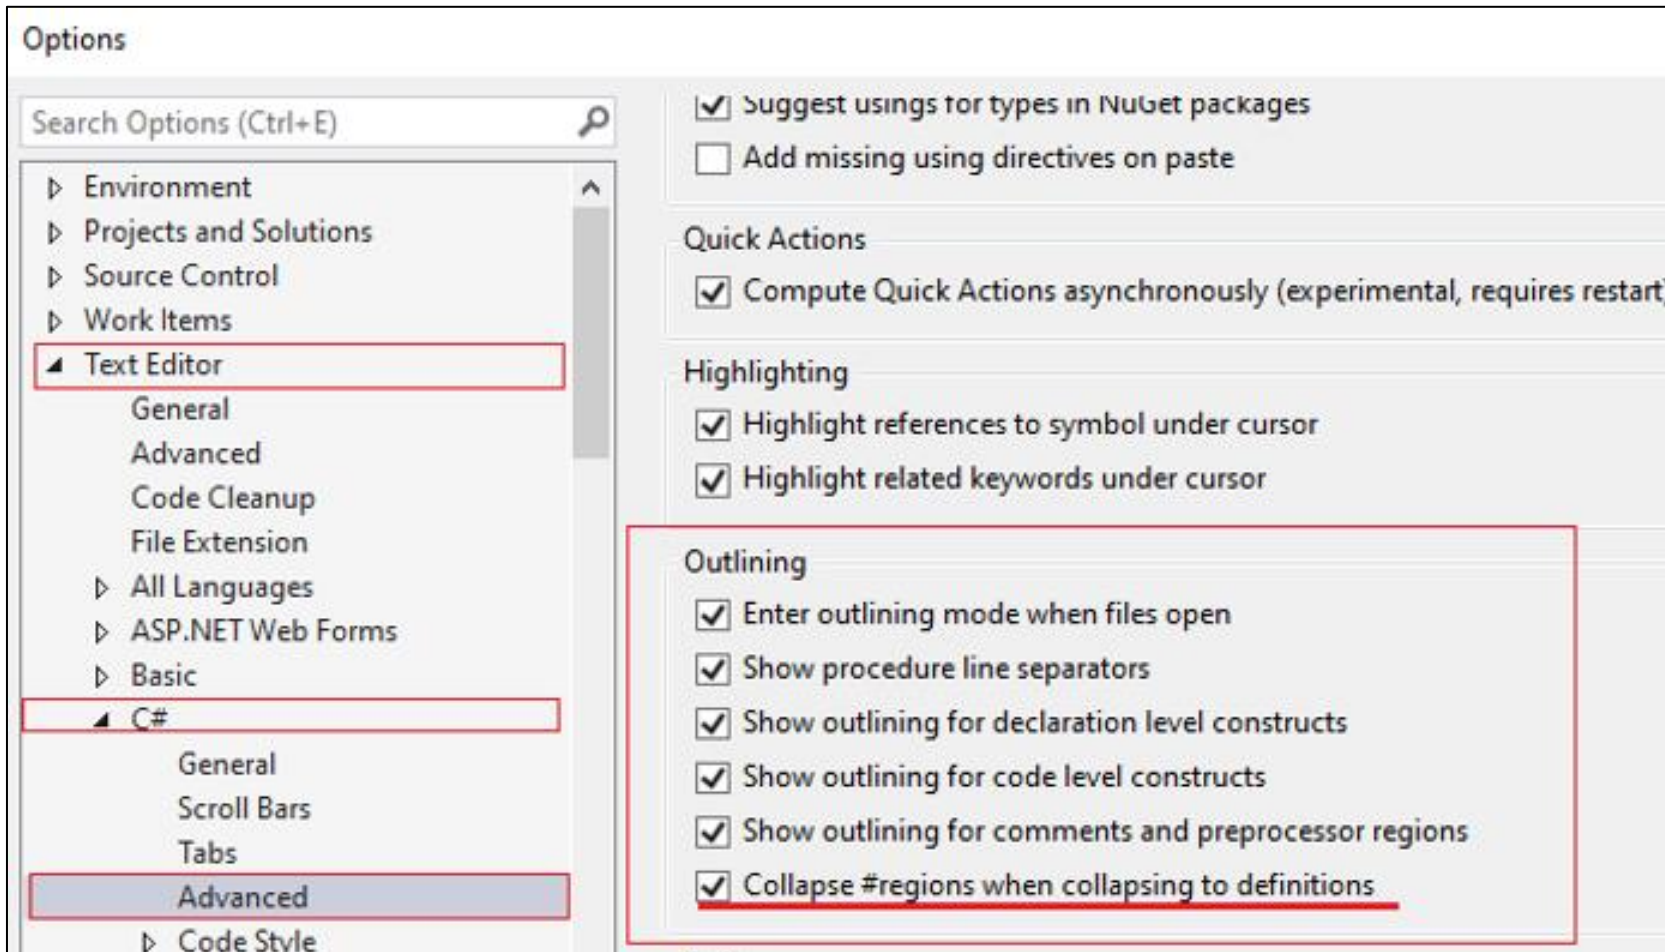 Options
Search Options (Ctrl+E)
Environment
Projects and Solutions
Source Control
Work Items
Text Editor
General
Advanced
Code Cleanup
File Extension
All Languages
ASP.NET Web Forms
Basic
C#
General
Scroll Bars
Tabs
Advanced
Code Style
Suggest usings for types in NuGet packages
Add missing using directives on paste
Quick Actions
Compute Quick Actions asynchronously (experimental, requires restart)
Highlighting
Highlight references to symbol under cursor
Highlight related keywords under cursor
Outlining
Enter outlining mode when files open
Show procedure line separators
Show outlining for declaration level constructs
Show outlining for code level constructs
Show outlining for comments and preprocessor regions
Collapse #regions when collapsing to definitions